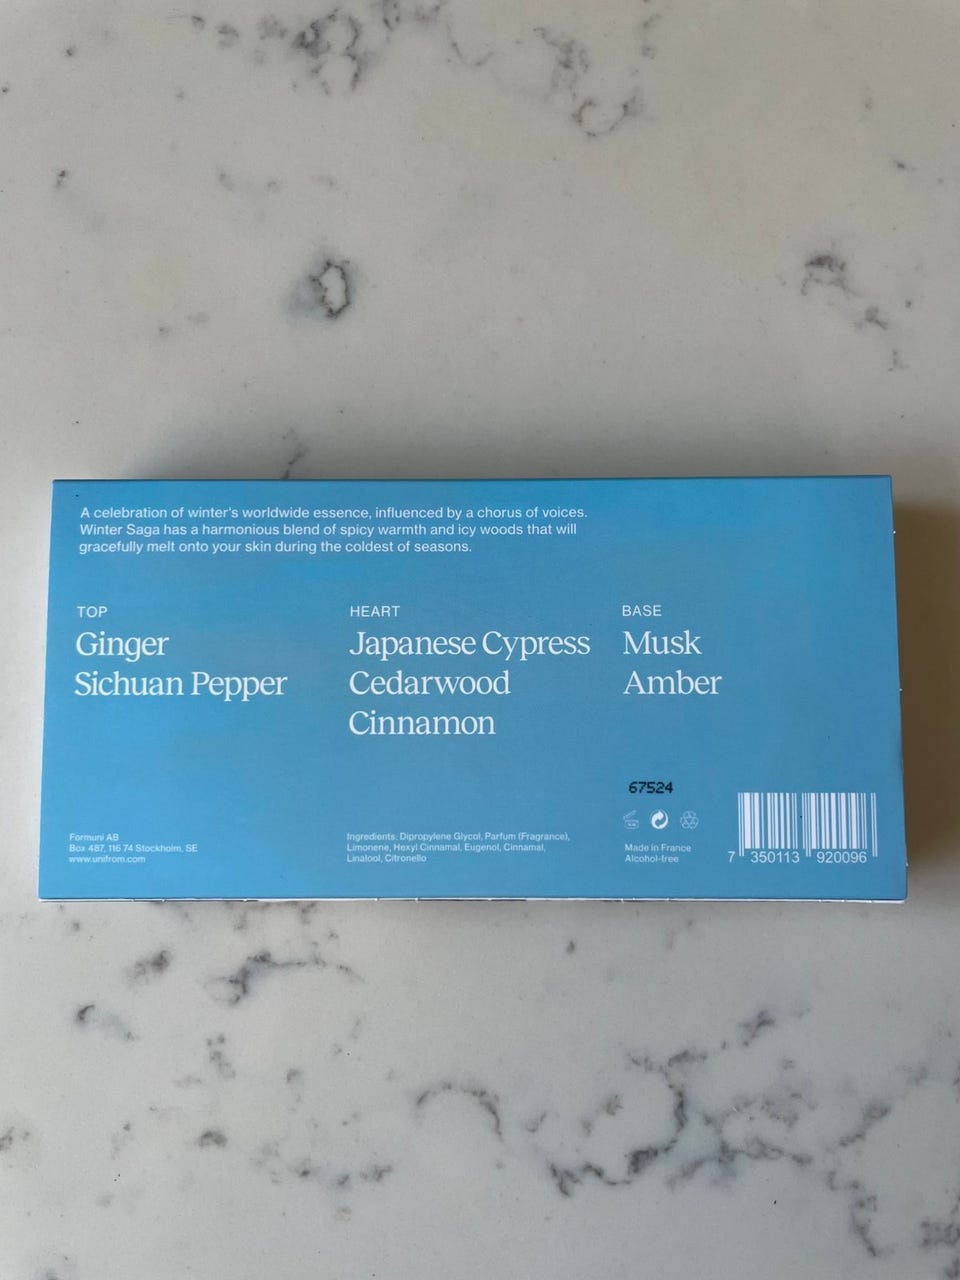 A celebration of winter's worldwide essence, influenced by a chorus of voices.
Winter Saga has a harmonious blend of spicy warmth and icy woods that will
gracefully melt onto your skin during the coldest of seasons.
TOP
Ginger
Sichuan Pepper
HEART
Japanese Cypress
Cedarwood
Cinnamon
BASE
Musk
Amber
67524
Formuni AB
Box 487, 116 74 Stockholm, SE
www.unifrom.com
Ingredients: Dipropylene Glycol, Parfum (Fragrance),
Limonene, Hexyl Cinnamal, Eugenol, Cinnamal,
Linalool, Citronello
Made in France
Alcohol-free
7 350113 920096